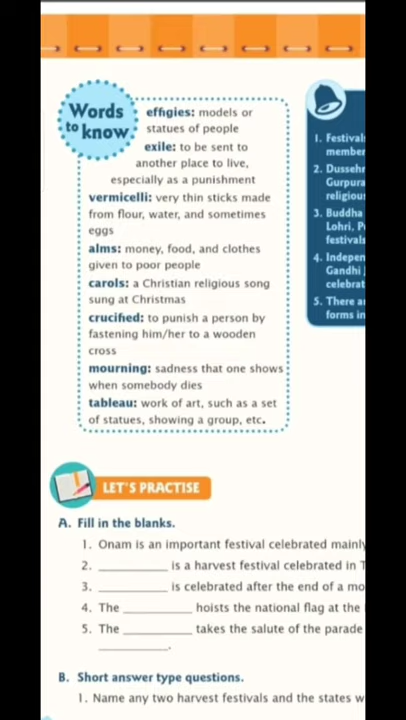 Words
to know
effigies: models or
statues of people
exile: to be sent to
another place to live,
especially as a punishment
vermicelli: very thin sticks made
from flour, water, and sometimes
eggs
alms: money, food, and clothes
given to poor people
carols: a Christian religious song
sung at Christmas
crucified: to punish a person by
fastening him/her to a wooden
cross
mourning: sadness that one shows
when somebody dies
tableau: work of art, such as a set
of statues, showing a group, etc.
1. Festivals
member
2. Dussehr
Gurpura
religious
3. Buddha
Lohri, P
festivals
4. Indepen
Gandhi J
celebrat
5. There a
forms in
LET'S PRACTISE
A. Fill in the blanks.
1. Onam is an important festival celebrated mainly
2. __________ is a harvest festival celebrated in T
3. __________ is celebrated after the end of a mo
4. The __________ hoists the national flag at the
5. The __________ takes the salute of the parade
__________.
B. Short answer type questions.
1. Name any two harvest festivals and the states w